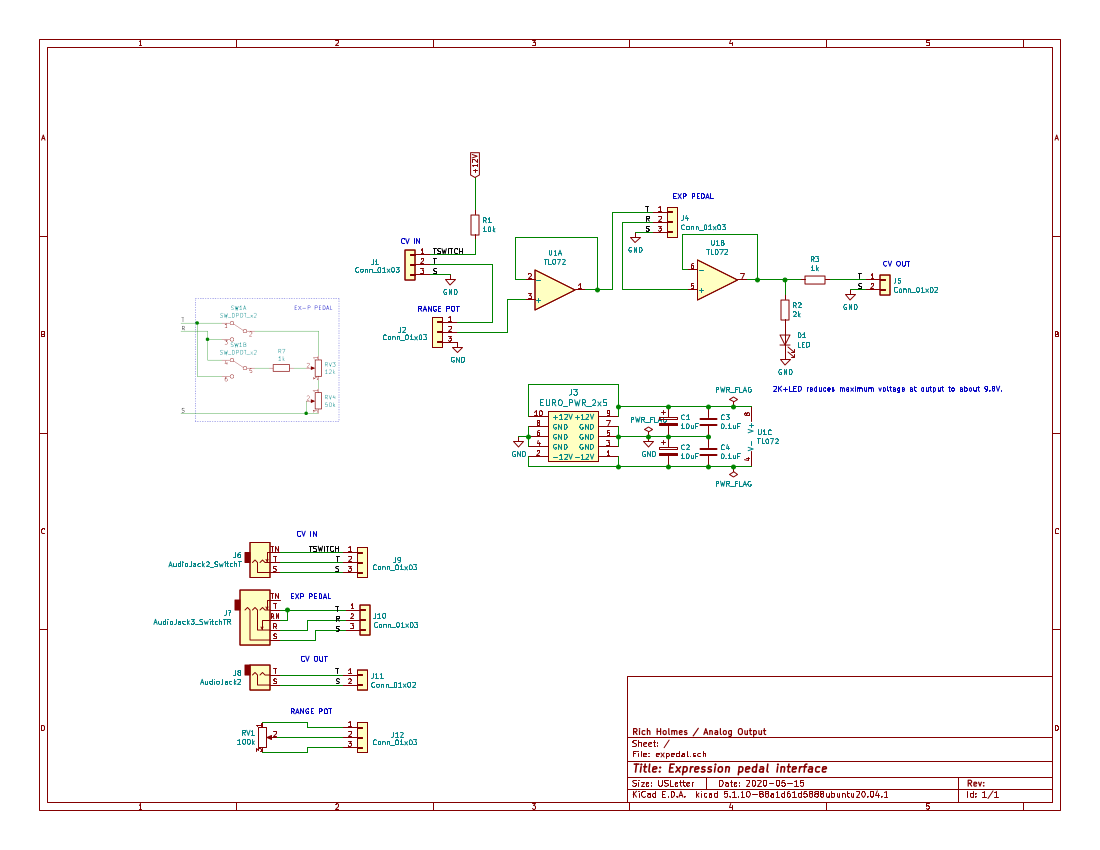 1 2 3 4 5
A A
+12V
R1
10k
CV IN
J1
Conn_01x03
1 TSWITCH
2 T
3 S
GND
RANGE POT
J2
Conn_01x03
1
2
3
GND
U1A
TL072
2
3
1
EXP PEDAL
T 1
R 2
S 3
J4
Conn_01x03
GND
U1B
TL072
6
5
7
R3
1k
R2
2k
D1
LED
GND
CV OUT
T 1
S 2
J5
Conn_01x02
GND
2K+LED reduces maximum voltage at output to about 9.8V.
B B
EX-P PEDAL
SW1A
SW_DPDT_x2
T
R
1
2
3
SW1B
SW_DPDT_x2
4
5
6
R7
1k
2
RV3
12k
RV4
50k
S
J3
EURO_PWR_2x5
10 +12V +12V 9
8 GND GND 7
6 GND GND 5
4 GND GND 3
2 -12V -12V 1
GND
PWR_FLAG
PWR_FLAG
GND
C1
10uF
C3
0.1uF
C2
10uF
C4
0.1uF
8
V+
U1C
TL072
V-
4
PWR_FLAG
C C
CV IN
J6
AudioJack2_SwitchT
TN TSWITCH 1
T T 2
S S 3
J9
Conn_01x03
EXP PEDAL
J7
AudioJack3_SwitchTR
TN
T T 1
RN R 2
R S 3
S
J10
Conn_01x03
CV OUT
J8
AudioJack2
T T 1
S S 2
J11
Conn_01x02
RANGE POT
RV1
100k
2
1
2
3
J12
Conn_01x03
D D
Rich Holmes / Analog Output
Sheet: /
File: expedal.sch
Title: Expression pedal interface
Size: USLetter Date: 2020-05-15 Rev:
KiCad E.D.A. kicad 5.1.10-88a1d61d5888ubuntu20.04.1 Id: 1/1
1 2 3 4 5